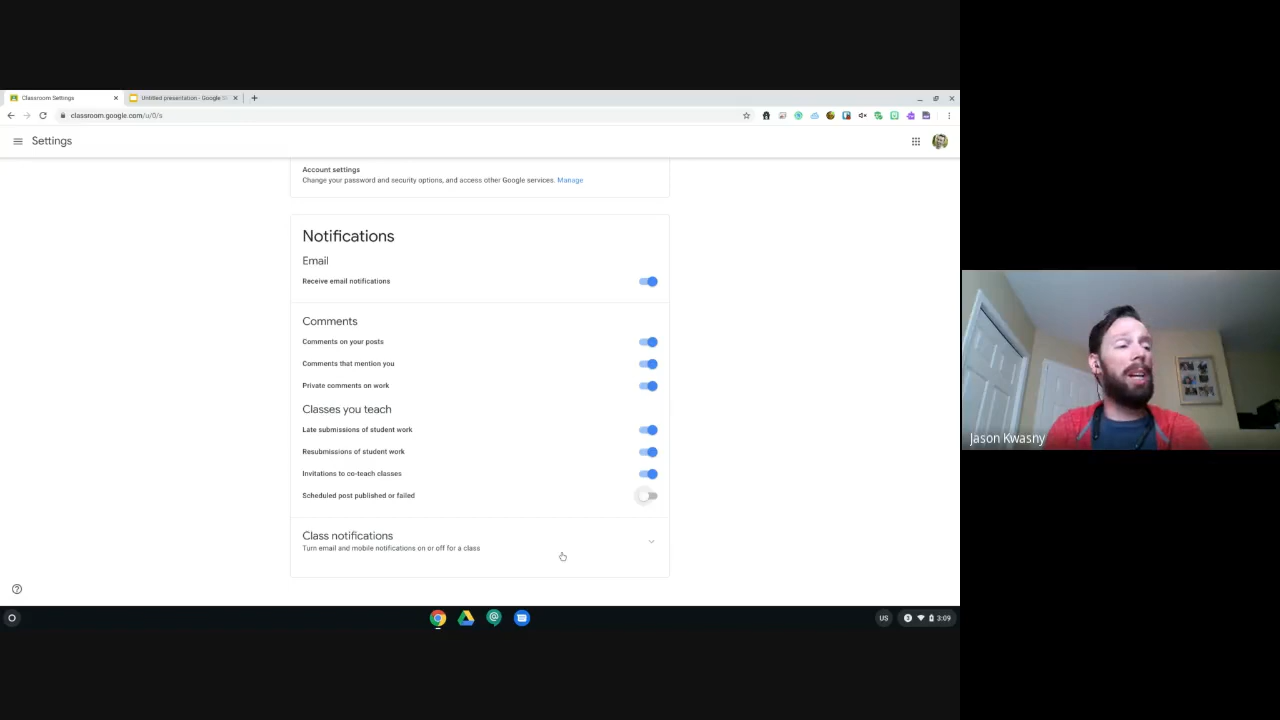 Classroom Settings
Untitled presentation - Google Sl
classroom.google.com/u/0/s
Settings
Account settings
Change your password and security options, and access other Google services. Manage
Notifications
Email
Receive email notifications
Comments
Comments on your posts
Comments that mention you
Private comments on work
Classes you teach
Late submissions of student work
Resubmissions of student work
Invitations to co-teach classes
Scheduled post published or failed
Class notifications
Turn email and mobile notifications on or off for a class
US
3:09
Jason Kwasny